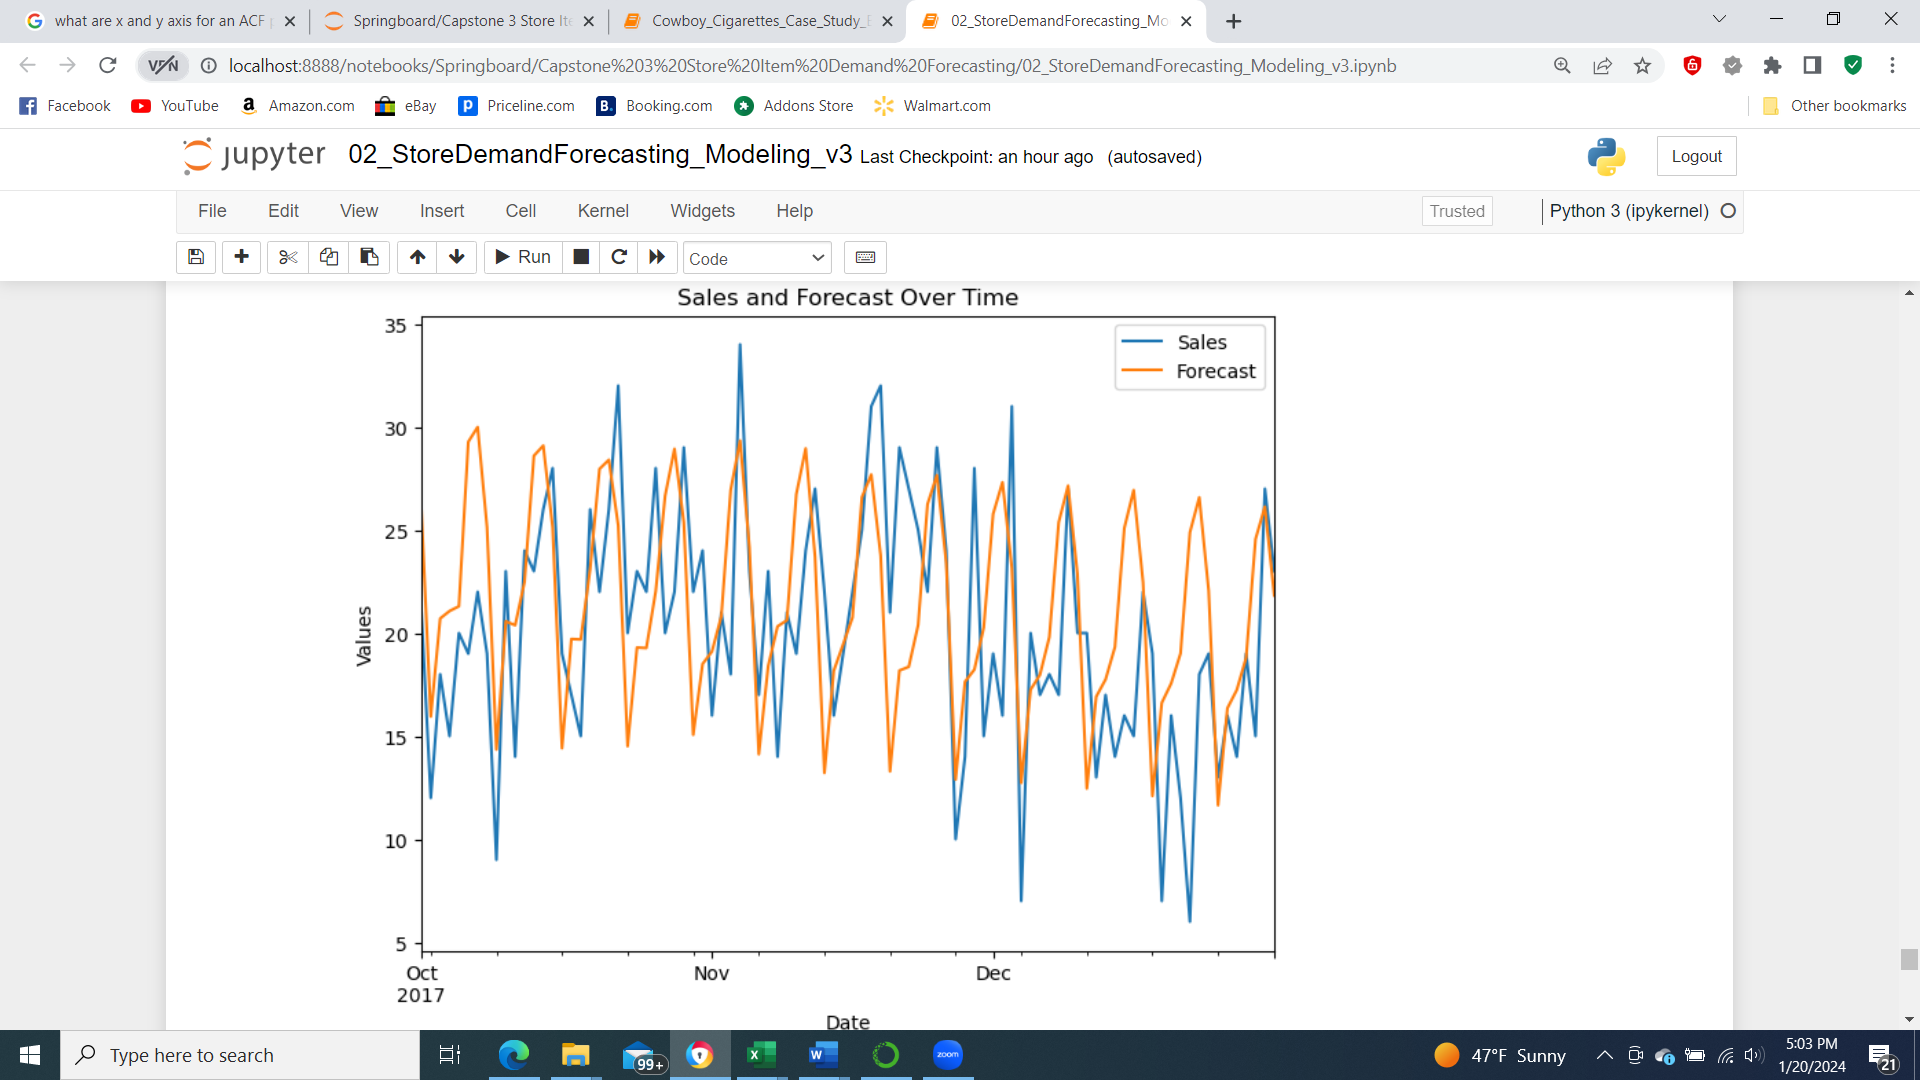 what are x and y axis for an ACF
Springboard/Capstone 3 Store Ite
Cowboy_Cigarettes_Case_Study_
02_StoreDemandForecasting_Mo
VPN
localhost:8888/notebooks/Springboard/Capstone%203%20Store%20Item%20Demand%20Forecasting/02_StoreDemandForecasting_Modeling_v3.ipynb
Facebook YouTube Amazon.com eBay Priceline.com Booking.com Addons Store Walmart.com Other bookmarks
jupyter 02_StoreDemandForecasting_Modeling_v3 Last Checkpoint: an hour ago (autosaved)
Logout
File Edit View Insert Cell Kernel Widgets Help Trusted Python 3 (ipykernel)
Run Code
Sales and Forecast Over Time
Sales
Forecast
35
30
25
20
15
10
5
Values
Oct Nov Dec
2017
Date
Type here to search
99+
zoom
47°F Sunny
5:03 PM
1/20/2024
21